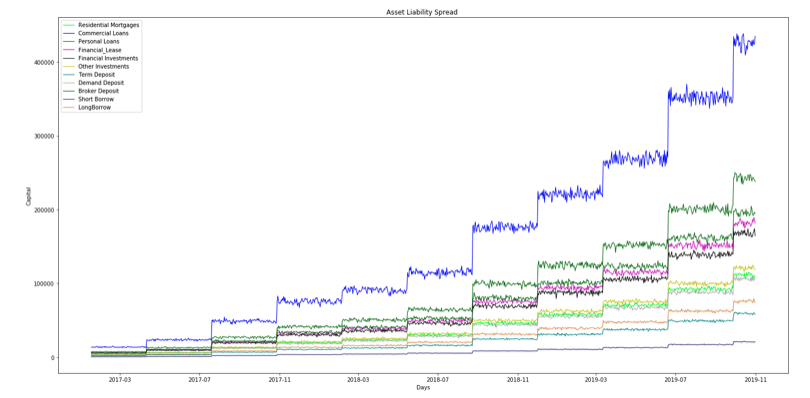 Asset Liability Spread
Residential Mortgages
Commercial Loans
Personal Loans
Financial_Lease
Financial Investments
Other Investments
Term Deposit
Demand Deposit
Broker Deposit
Short Borrow
LongBorrow
400000
300000
200000
100000
0
Capital
2017-03
2017-07
2017-11
2018-03
2018-07
2018-11
2019-03
2019-07
2019-11
Days